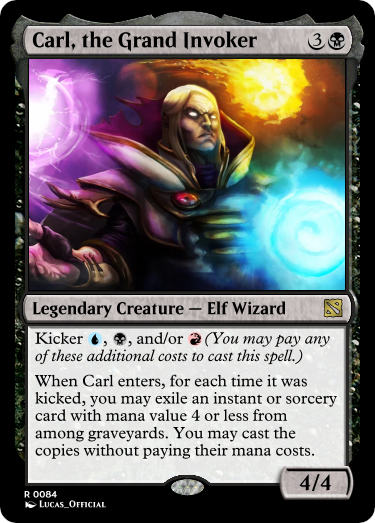 Carl, the Grand Invoker 3
Legendary Creature — Elf Wizard
Kicker , , and/or (You may pay any
of these additional costs to cast this spell.)
When Carl enters, for each time it was
kicked, you may exile an instant or sorcery
card with mana value 4 or less from
among graveyards. You may cast the
copies without paying their mana costs.
4/4
R 0084
Lucas_Official